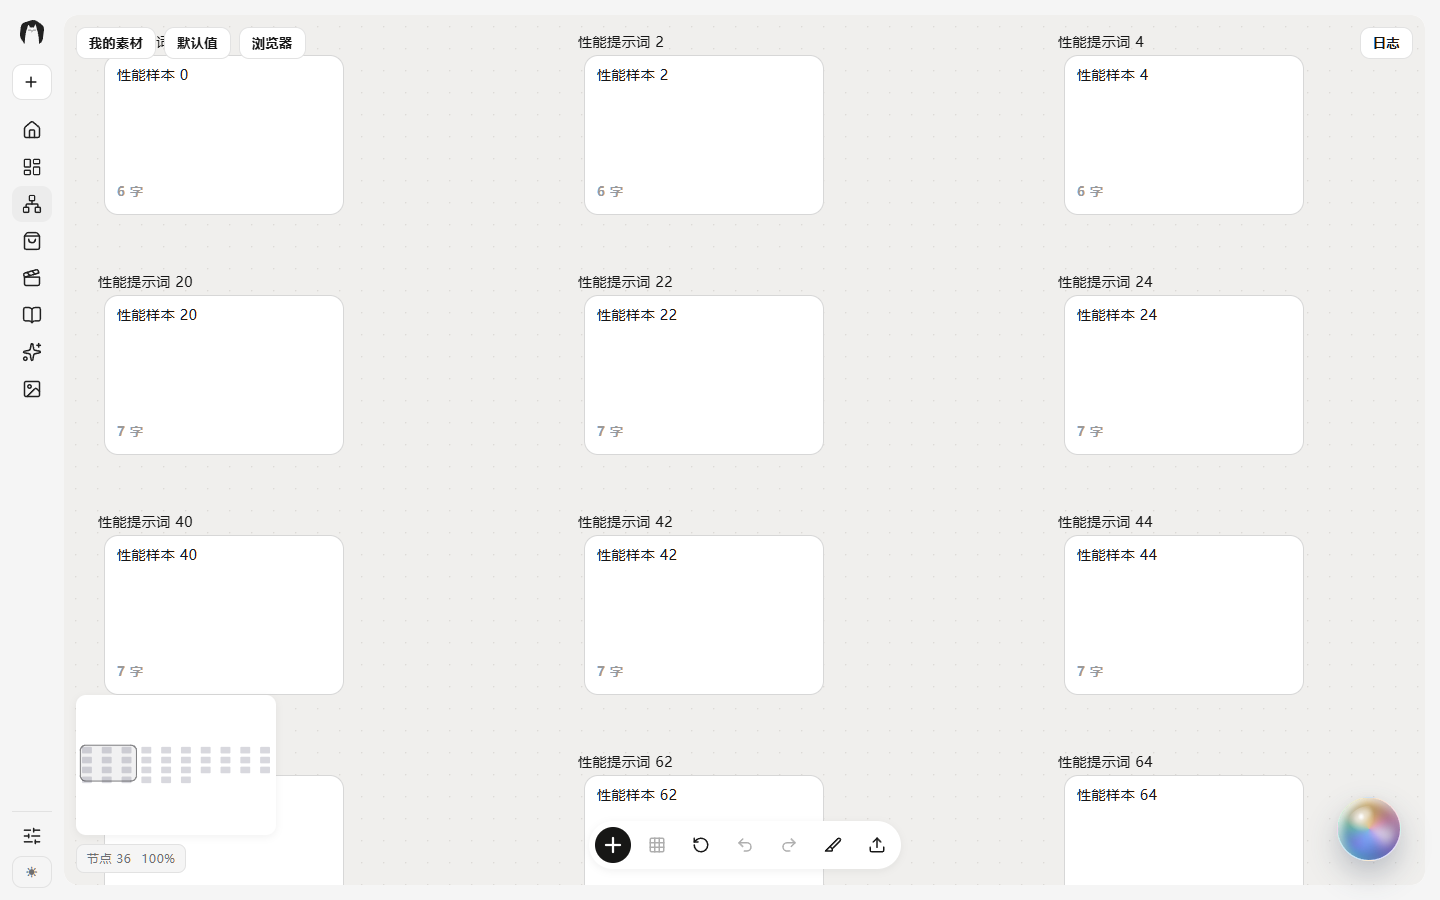 我的素材
词
默认值
浏览器
性能提示词 2
性能提示词 4
日志
性能样本 0
性能样本 2
性能样本 4
6 字
6 字
6 字
性能提示词 20
性能提示词 22
性能提示词 24
性能样本 20
性能样本 22
性能样本 24
7 字
7 字
7 字
性能提示词 40
性能提示词 42
性能提示词 44
性能样本 40
性能样本 42
性能样本 44
7 字
7 字
7 字
性能提示词 62
性能提示词 64
性能样本 62
性能样本 64
节点 36 100%